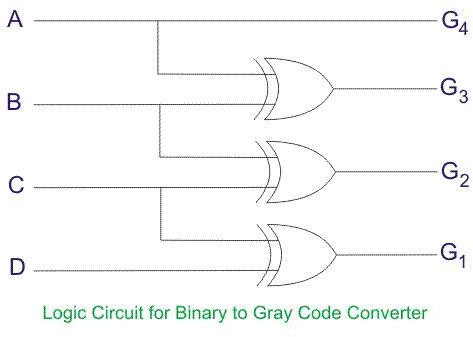 A G4
B G3
C G2
D G1
Logic Circuit for Binary to Gray Code Converter